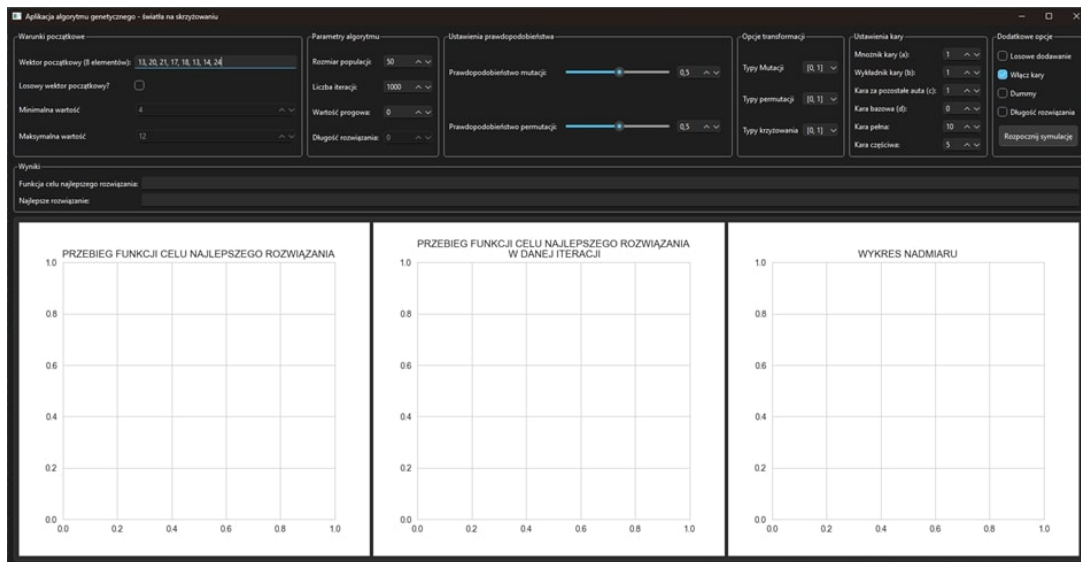 Aplikacja algorytmu genetycznego - światła na skrzyżowaniu
Warunki początkowe
Wektor początkowy (8 elementów): 13, 20, 21, 17, 18, 13, 14, 24
Losowy wektor początkowy?
Minimalna wartość 4
Maksymalna wartość 12
Parametry algorytmu
Rozmiar populacji: 50
Liczba iteracji: 1000
Wartość progowa: 0
Długość rozwiązania: 0
Ustawienia prawdopodobieństwa
Prawdopodobieństwo mutacji: 0,5
Prawdopodobieństwo permutacji: 0,5
Opcje transformacji
Typy Mutacji [0, 1]
Typy permutacji [0, 1]
Typy krzyżowania [0, 1]
Ustawienia kary
Mnożnik kary (a): 1
Wykładnik kary (b): 1
Kara za pozostałe auta (c): 1
Kara bazowa (d): 0
Kara pełna: 10
Kara częściwa: 5
Dodatkowe opcje
Losowe dodawanie
Włącz kary
Dummy
Długość rozwiązania
Rozpocznij symulację
Wyniki
Funkcja celu najlepszego rozwiązania:
Najlepsze rozwiązanie:
PRZEBIEG FUNKCJI CELU NAJLEPSZEGO ROZWIĄZANIA
1.0
0.8
0.6
0.4
0.2
0.0
0.0 0.2 0.4 0.6 0.8 1.0
PRZEBIEG FUNKCJI CELU NAJLEPSZEGO ROZWIĄZANIA
W DANEJ ITERACJI
1.0
0.8
0.6
0.4
0.2
0.0
0.0 0.2 0.4 0.6 0.8 1.0
WYKRES NADMIARU
1.0
0.8
0.6
0.4
0.2
0.0
0.0 0.2 0.4 0.6 0.8 1.0